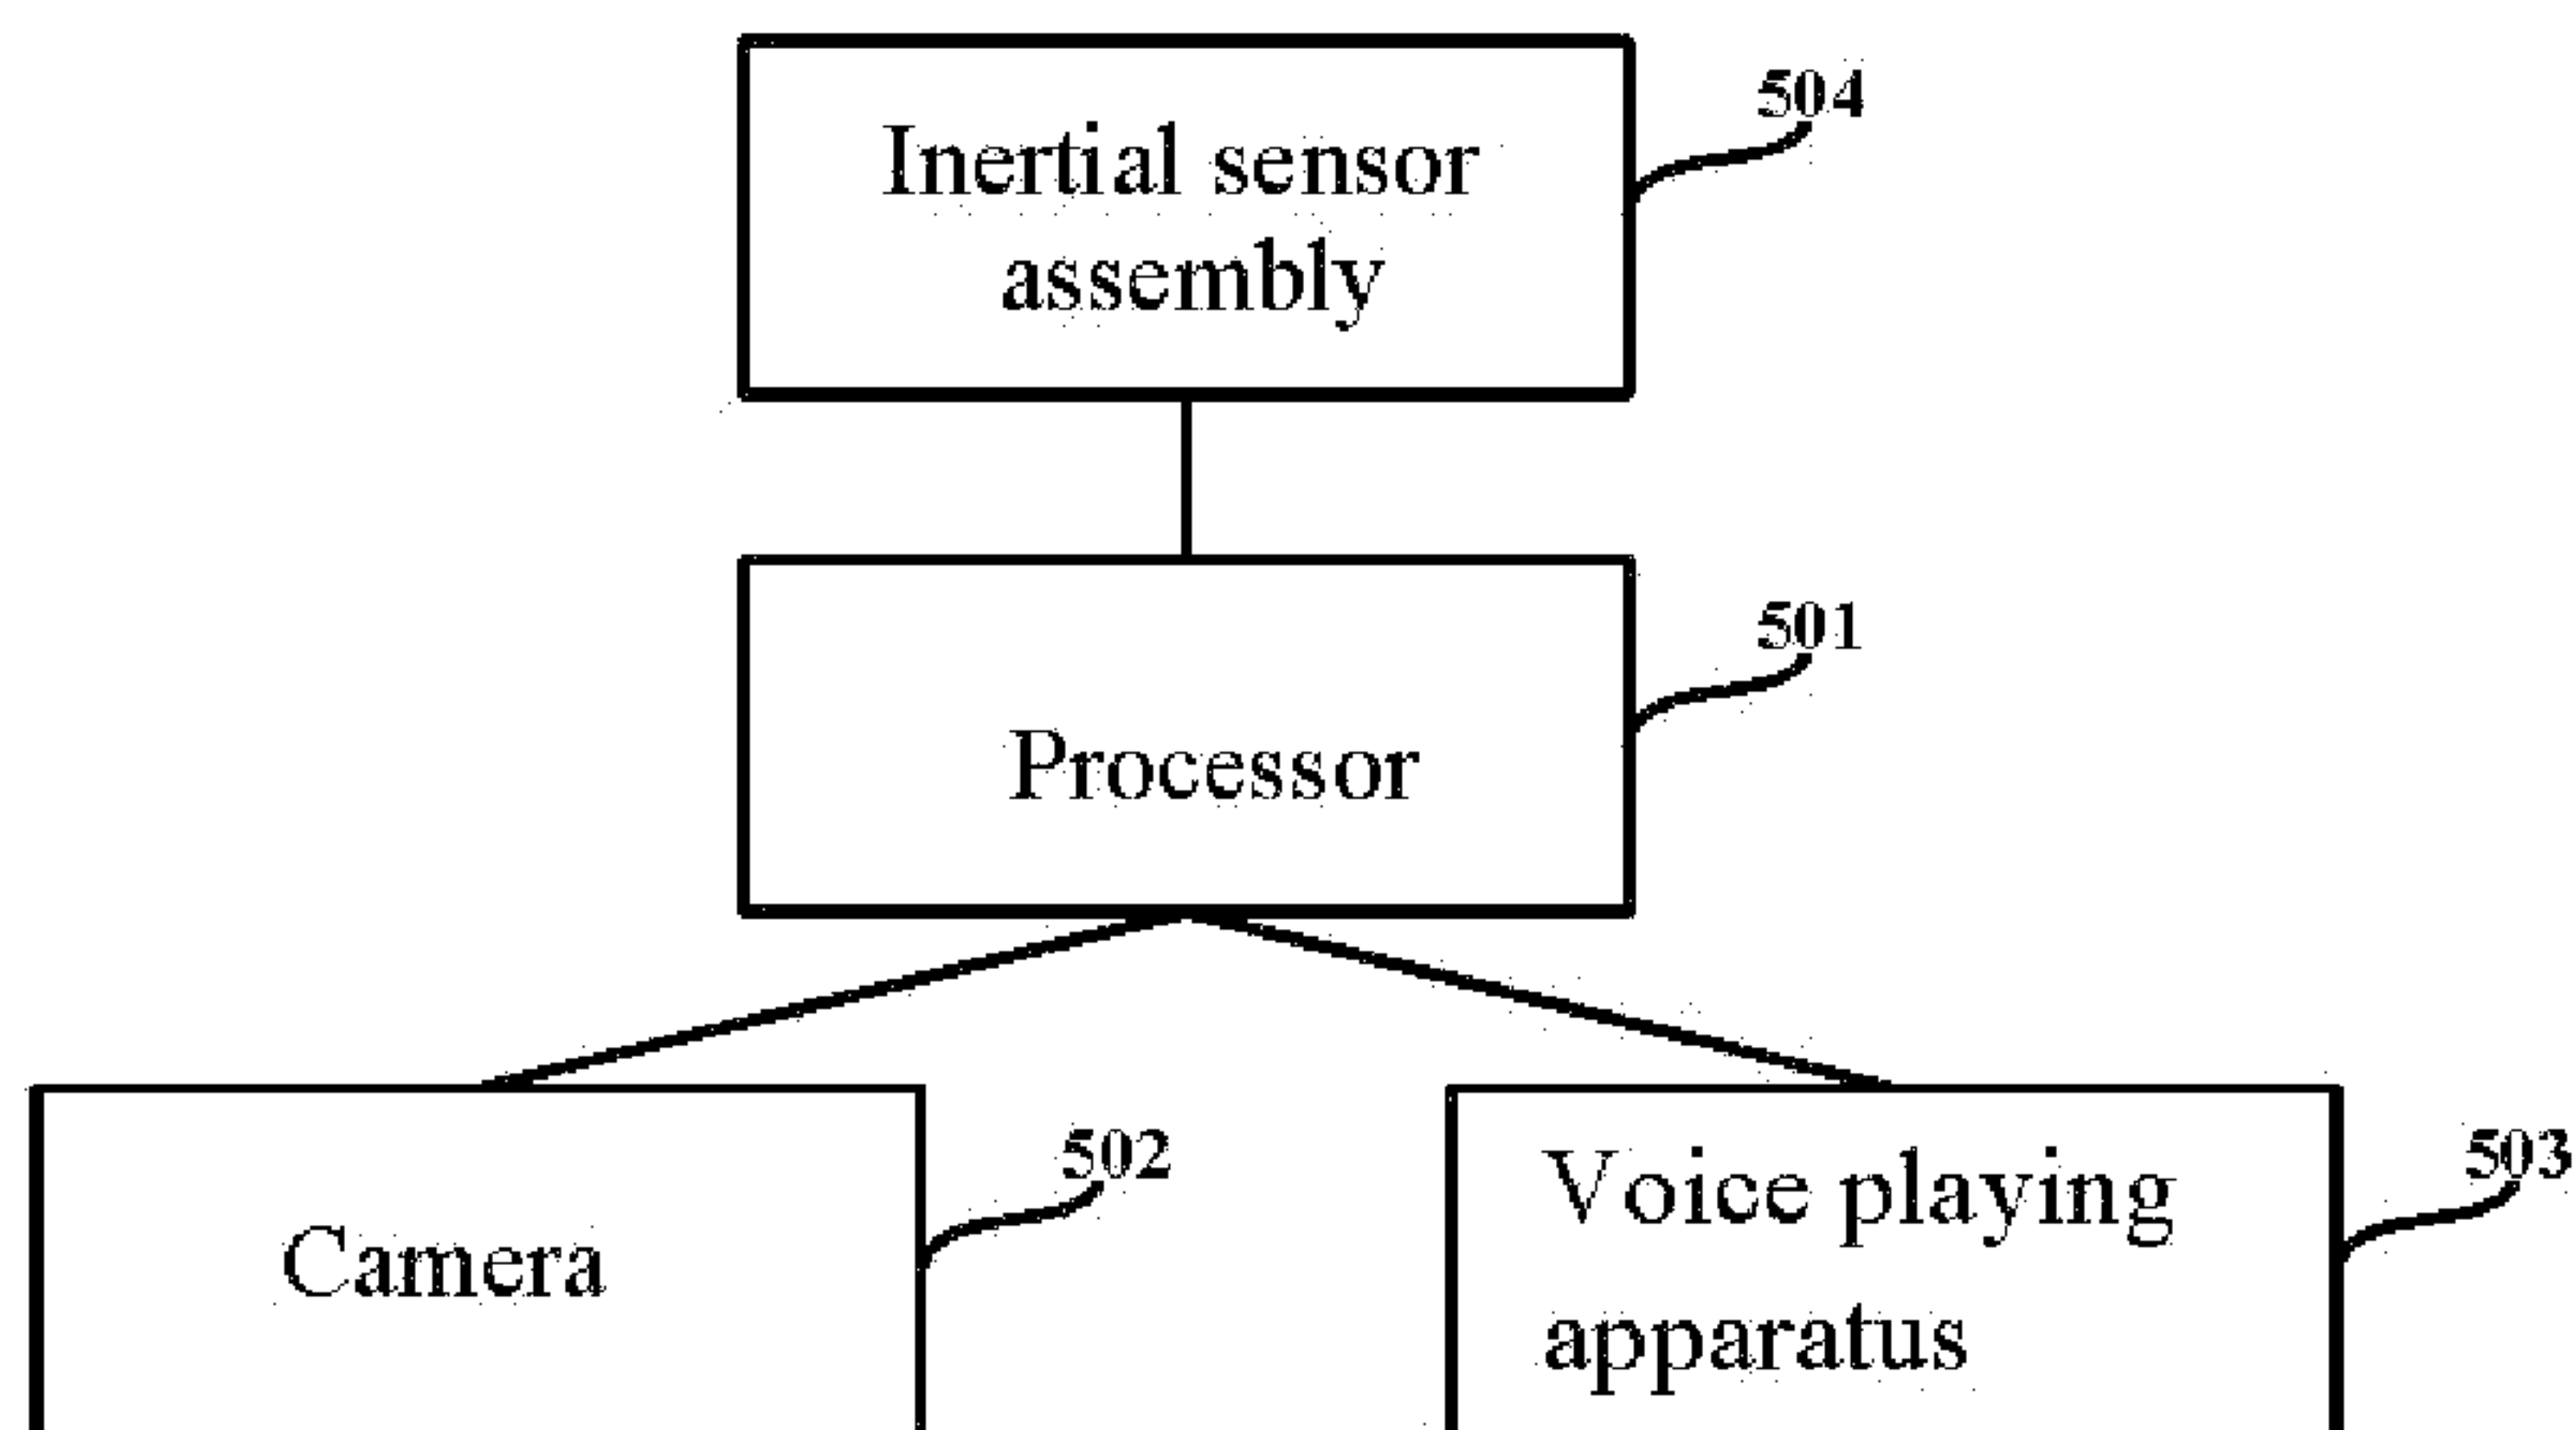 504
Inertial sensor
assembly
501
Processor
502
503
Camera
Voice playing
apparatus